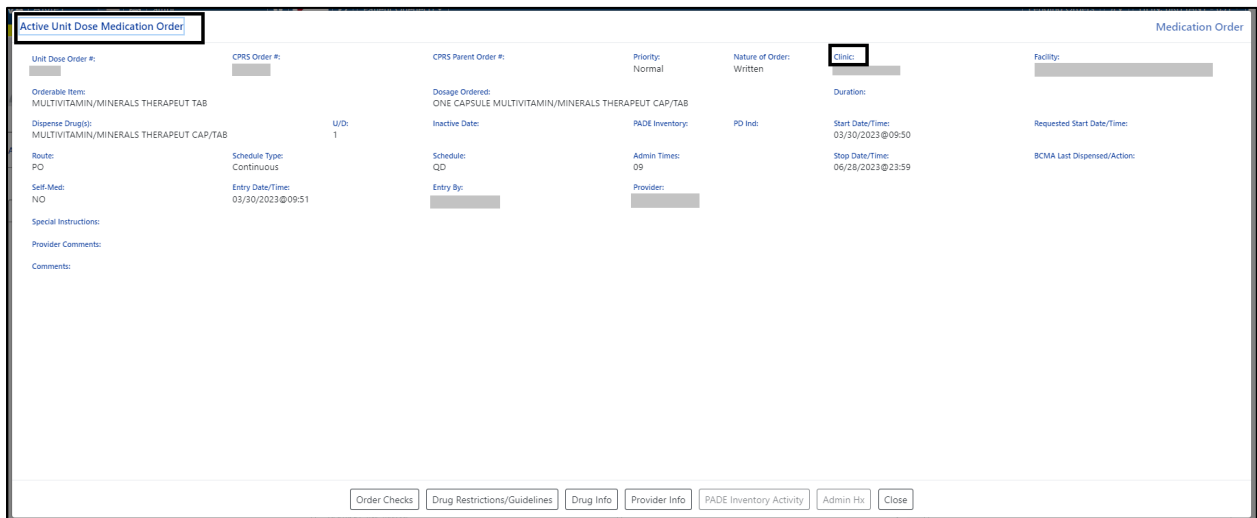 Active Unit Dose Medication Order Medication Order
Unit Dose Order #: CPRS Order #: CPRS Parent Order #: Priority: Nature of Order: Clinic: Facility:
Normal Written
Orderable Item: Dosage Ordered: Duration:
MULTIVITAMIN/MINERALS THERAPEUT TAB ONE CAPSULE MULTIVITAMIN/MINERALS THERAPEUT CAP/TAB
Dispense Drug(s): U/D: Inactive Date: PADE Inventory: PD Ind: Start Date/Time: Requested Start Date/Time:
MULTIVITAMIN/MINERALS THERAPEUT CAP/TAB 1 03/30/2023@09:50
Route: Schedule Type: Schedule: Admin Times: Stop Date/Time: BCMA Last Dispensed/Action:
PO Continuous QD 09 06/28/2023@23:59
Self-Med: Entry Date/Time: Entry By: Provider:
NO 03/30/2023@09:51
Special Instructions:
Provider Comments:
Comments:
Order Checks Drug Restrictions/Guidelines Drug Info Provider Info PADE Inventory Activity Admin Hx Close